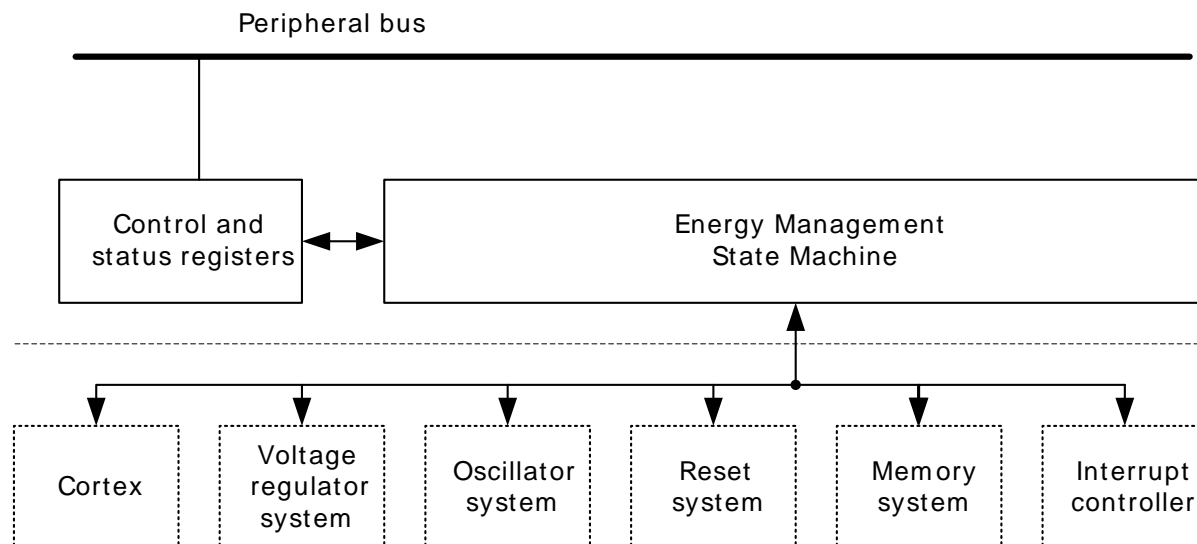 Peripheral bus
Control and
status registers
Energy Management
State Machine
Cortex
Voltage
regulator
system
Oscillator
system
Reset
system
Memory
system
Interrupt
controller